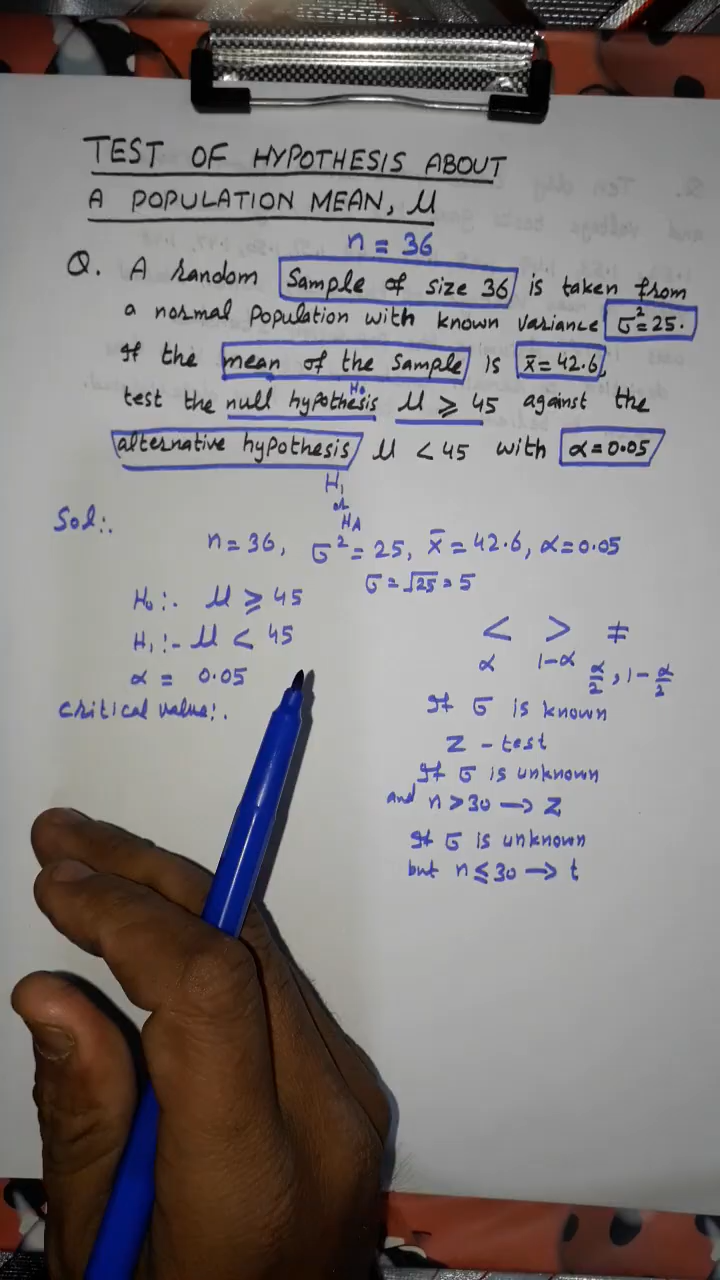 TEST OF HYPOTHESIS ABOUT
A POPULATION MEAN, μ
n = 36
Q. A random Sample of size 36 is taken from
a normal population with known variance σ² = 25.
If the mean of the sample is x̄ = 42.6,
H₀
test the null hypothesis μ ≥ 45 against the
alternative hypothesis μ < 45 with α = 0.05
H₁
or
HA
Sol:.
n = 36, σ² = 25, x̄ = 42.6, α = 0.05
σ = √25 = 5
H₀ :. μ ≥ 45
H₁ :- μ < 45
α = 0.05
Critical value:.
< > ≠
α 1-α α/2, 1-α/2
If σ is known
Z - test
If σ is unknown
and n > 30 → Z
If σ is unknown
but n ≤ 30 → t